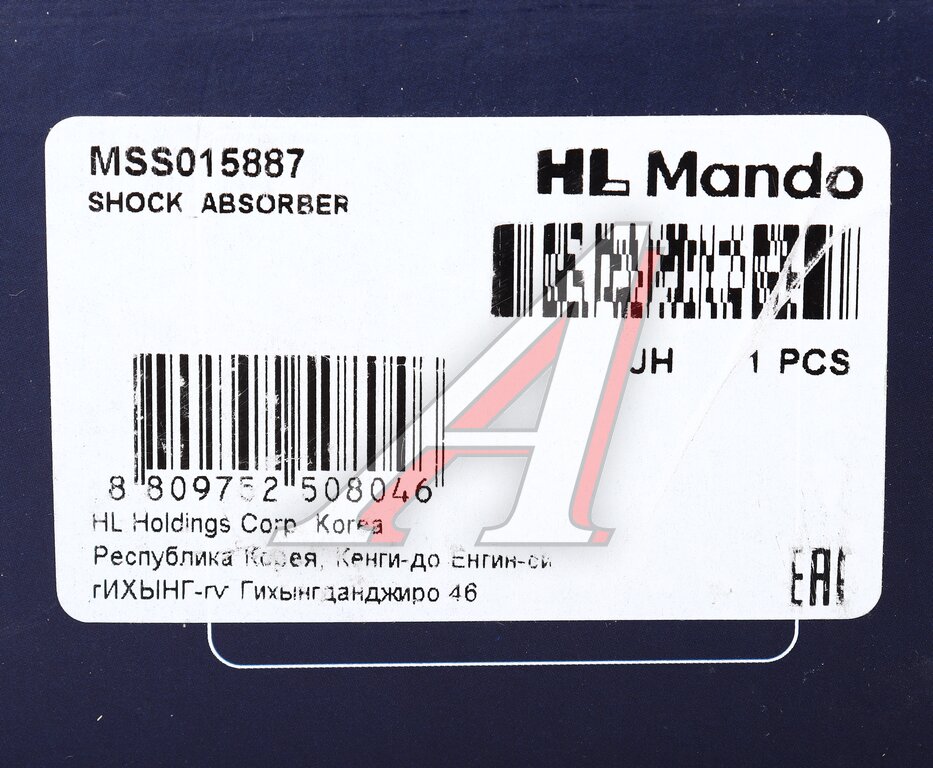 MSS015887
SHOCK ABSORBER
HL Mando
JH 1 PCS
8 809752 508046
HL Holdings Corp. Korea
Республика Корея, Кенги-до Енгин-си
гИХЫНГ-гу Гихынгданджиро 46
EAC